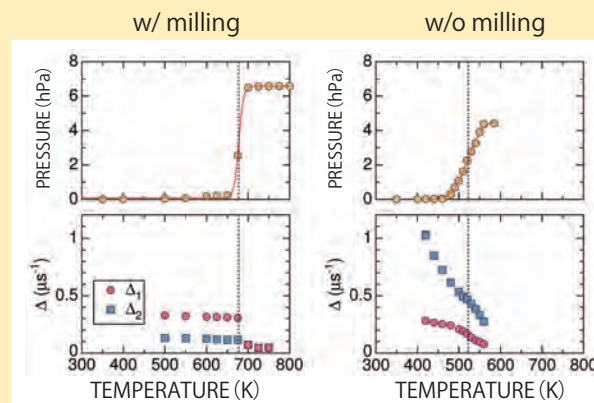 w/ milling
w/o milling
PRESSURE (hPa)
8
6
4
2
0
PRESSURE (hPa)
8
6
4
2
0
Δ (μs⁻¹)
1
0.5
0
Δ₁
Δ₂
300 400 500 600 700 800
TEMPERATURE (K)
Δ (μs⁻¹)
1
0.5
0
300 400 500 600 700 800
TEMPERATURE (K)